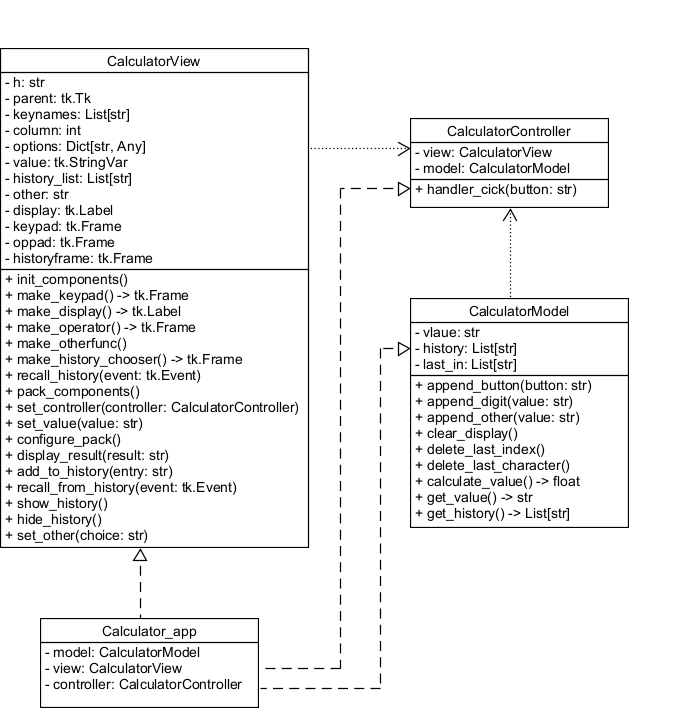 CalculatorView
- h: str
- parent: tk.Tk
- keynames: List[str]
- column: int
- options: Dict[str, Any]
- value: tk.StringVar
- history_list: List[str]
- other: str
- display: tk.Label
- keypad: tk.Frame
- oppad: tk.Frame
- historyframe: tk.Frame
+ init_components()
+ make_keypad() -> tk.Frame
+ make_display() -> tk.Label
+ make_operator() -> tk.Frame
+ make_otherfunc()
+ make_history_chooser() -> tk.Frame
+ recall_history(event: tk.Event)
+ pack_components()
+ set_controller(controller: CalculatorController)
+ set_value(value: str)
+ configure_pack()
+ display_result(result: str)
+ add_to_history(entry: str)
+ recall_from_history(event: tk.Event)
+ show_history()
+ hide_history()
+ set_other(choice: str)
CalculatorController
- view: CalculatorView
- model: CalculatorModel
+ handler_cick(button: str)
CalculatorModel
- vlaue: str
- history: List[str]
- last_in: List[str]
+ append_button(button: str)
+ append_digit(value: str)
+ append_other(value: str)
+ clear_display()
+ delete_last_index()
+ delete_last_character()
+ calculate_value() -> float
+ get_value() -> str
+ get_history() -> List[str]
Calculator_app
- model: CalculatorModel
- view: CalculatorView
- controller: CalculatorController